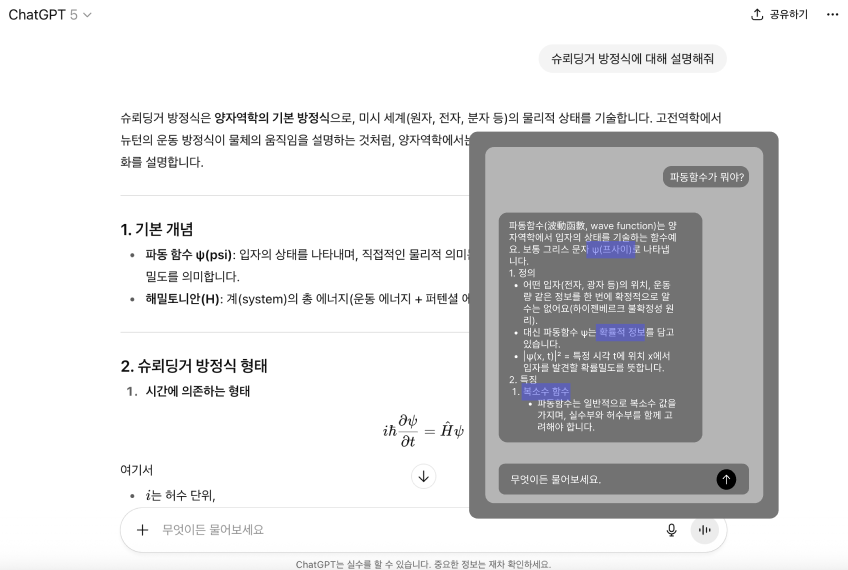 ChatGPT 5
공유하기
슈뢰딩거 방정식에 대해 설명해줘
슈뢰딩거 방정식은 양자역학의 기본 방정식으로, 미시 세계(원자, 전자, 분자 등)의 물리적 상태를 기술합니다. 고전역학에서
뉴턴의 운동 방정식이 물체의 움직임을 설명하는 것처럼, 양자역학에서는
화를 설명합니다.
1. 기본 개념
• 파동 함수 ψ(psi): 입자의 상태를 나타내며, 직접적인 물리적 의미는
밀도를 의미합니다.
• 해밀토니안(H): 계(system)의 총 에너지(운동 에너지 + 퍼텐셜 에
2. 슈뢰딩거 방정식 형태
1. 시간에 의존하는 형태
iℏ ∂ψ/∂t = Ĥψ
여기서
• i는 허수 단위,
무엇이든 물어보세요
ChatGPT는 실수를 할 수 있습니다. 중요한 정보는 재차 확인하세요.
파동함수가 뭐야?
파동함수(波動函數, wave function)는 양
자역학에서 입자의 상태를 기술하는 함수예
요. 보통 그리스 문자 ψ(프사이)로 나타냅
니다.
1. 정의
• 어떤 입자(전자, 광자 등)의 위치, 운동
량 같은 정보를 한 번에 확정적으로 알
수는 없어요(하이젠베르크 불확정성 원
리).
• 대신 파동함수 ψ는 확률적 정보를 담고
있습니다.
• |ψ(x, t)|² = 특정 시각 t에 위치 x에서
입자를 발견할 확률밀도를 뜻합니다.
2. 특징
1. 복소수 함수
• 파동함수는 일반적으로 복소수 값을
가지며, 실수부와 허수부를 함께 고
려해야 합니다.
무엇이든 물어보세요.